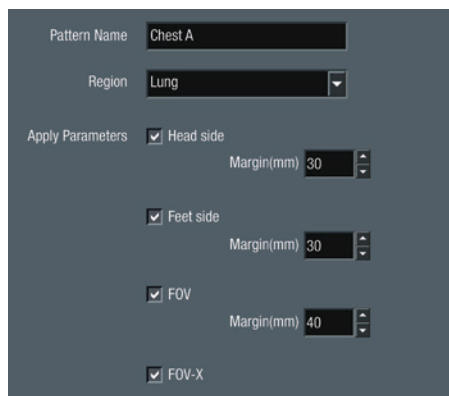 Pattern Name Chest A
Region Lung
Apply Parameters Head side
Margin(mm) 30
Feet side
Margin(mm) 30
FOV
Margin(mm) 40
FOV-X